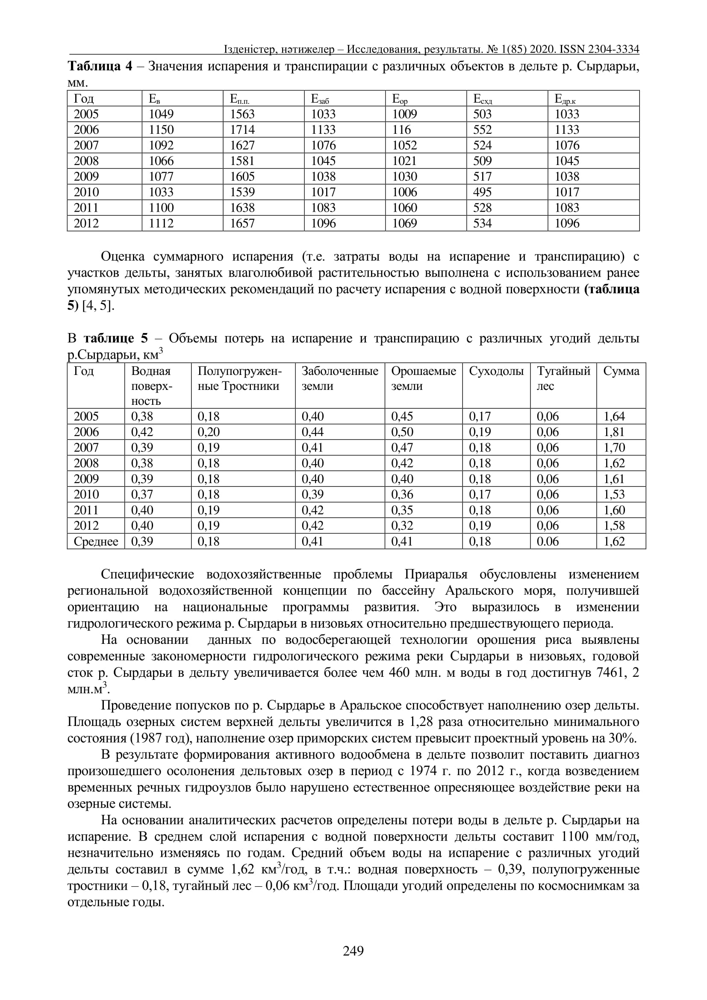 Ізденістер, нәтижелер – Исследования, результаты. № 1(85) 2020. ISSN 2304-3334
Таблица 4 – Значения испарения и транспирации с различных объектов в дельте р. Сырдарьи,
мм.
Год Eв Eп.п. Eзаб Eор Eсхд Eдр.к
2005 1049 1563 1033 1009 503 1033
2006 1150 1714 1133 116 552 1133
2007 1092 1627 1076 1052 524 1076
2008 1066 1581 1045 1021 509 1045
2009 1077 1605 1038 1030 517 1038
2010 1033 1539 1017 1006 495 1017
2011 1100 1638 1083 1060 528 1083
2012 1112 1657 1096 1069 534 1096
Оценка суммарного испарения (т.е. затраты воды на испарение и транспирацию) с
участков дельты, занятых влаголюбивой растительностью выполнена с использованием ранее
упомянутых методических рекомендаций по расчету испарения с водной поверхности (таблица
5) [4, 5].
В таблице 5 – Объемы потерь на испарение и транспирацию с различных угодий дельты
р.Сырдарьи, км³
Год Водная Полупогружен- Заболоченные Орошаемые Суходолы Тугайный Сумма
поверх- ные Тростники земли земли лес
ность
2005 0,38 0,18 0,40 0,45 0,17 0,06 1,64
2006 0,42 0,20 0,44 0,50 0,19 0,06 1,81
2007 0,39 0,19 0,41 0,47 0,18 0,06 1,70
2008 0,38 0,18 0,40 0,42 0,18 0,06 1,62
2009 0,39 0,18 0,40 0,40 0,18 0,06 1,61
2010 0,37 0,18 0,39 0,36 0,17 0,06 1,53
2011 0,40 0,19 0,42 0,35 0,18 0,06 1,60
2012 0,40 0,19 0,42 0,32 0,19 0,06 1,58
Среднее 0,39 0,18 0,41 0,41 0,18 0.06 1,62
Специфические водохозяйственные проблемы Приаралья обусловлены изменением
региональной водохозяйственной концепции по бассейну Аральского моря, получившей
ориентацию на национальные программы развития. Это выразилось в изменении
гидрологического режима р. Сырдарьи в низовьях относительно предшествующего периода.
На основании данных по водосберегающей технологии орошения риса выявлены
современные закономерности гидрологического режима реки Сырдарьи в низовьях, годовой
сток р. Сырдарьи в дельту увеличивается более чем 460 млн. м воды в год достигнув 7461, 2
млн.м³.
Проведение попусков по р. Сырдарье в Аральское способствует наполнению озер дельты.
Площадь озерных систем верхней дельты увеличится в 1,28 раза относительно минимального
состояния (1987 год), наполнение озер приморских систем превысит проектный уровень на 30%.
В результате формирования активного водообмена в дельте позволит поставить диагноз
произошедшего осолонения дельтовых озер в период с 1974 г. по 2012 г., когда возведением
временных речных гидроузлов было нарушено естественное опресняющее воздействие реки на
озерные системы.
На основании аналитических расчетов определены потери воды в дельте р. Сырдарьи на
испарение. В среднем слой испарения с водной поверхности дельты составит 1100 мм/год,
незначительно изменяясь по годам. Средний объем воды на испарение с различных угодий
дельты составил в сумме 1,62 км³/год, в т.ч.: водная поверхность – 0,39, полупогруженные
тростники – 0,18, тугайный лес – 0,06 км³/год. Площади угодий определены по космоснимкам за
отдельные годы.
249